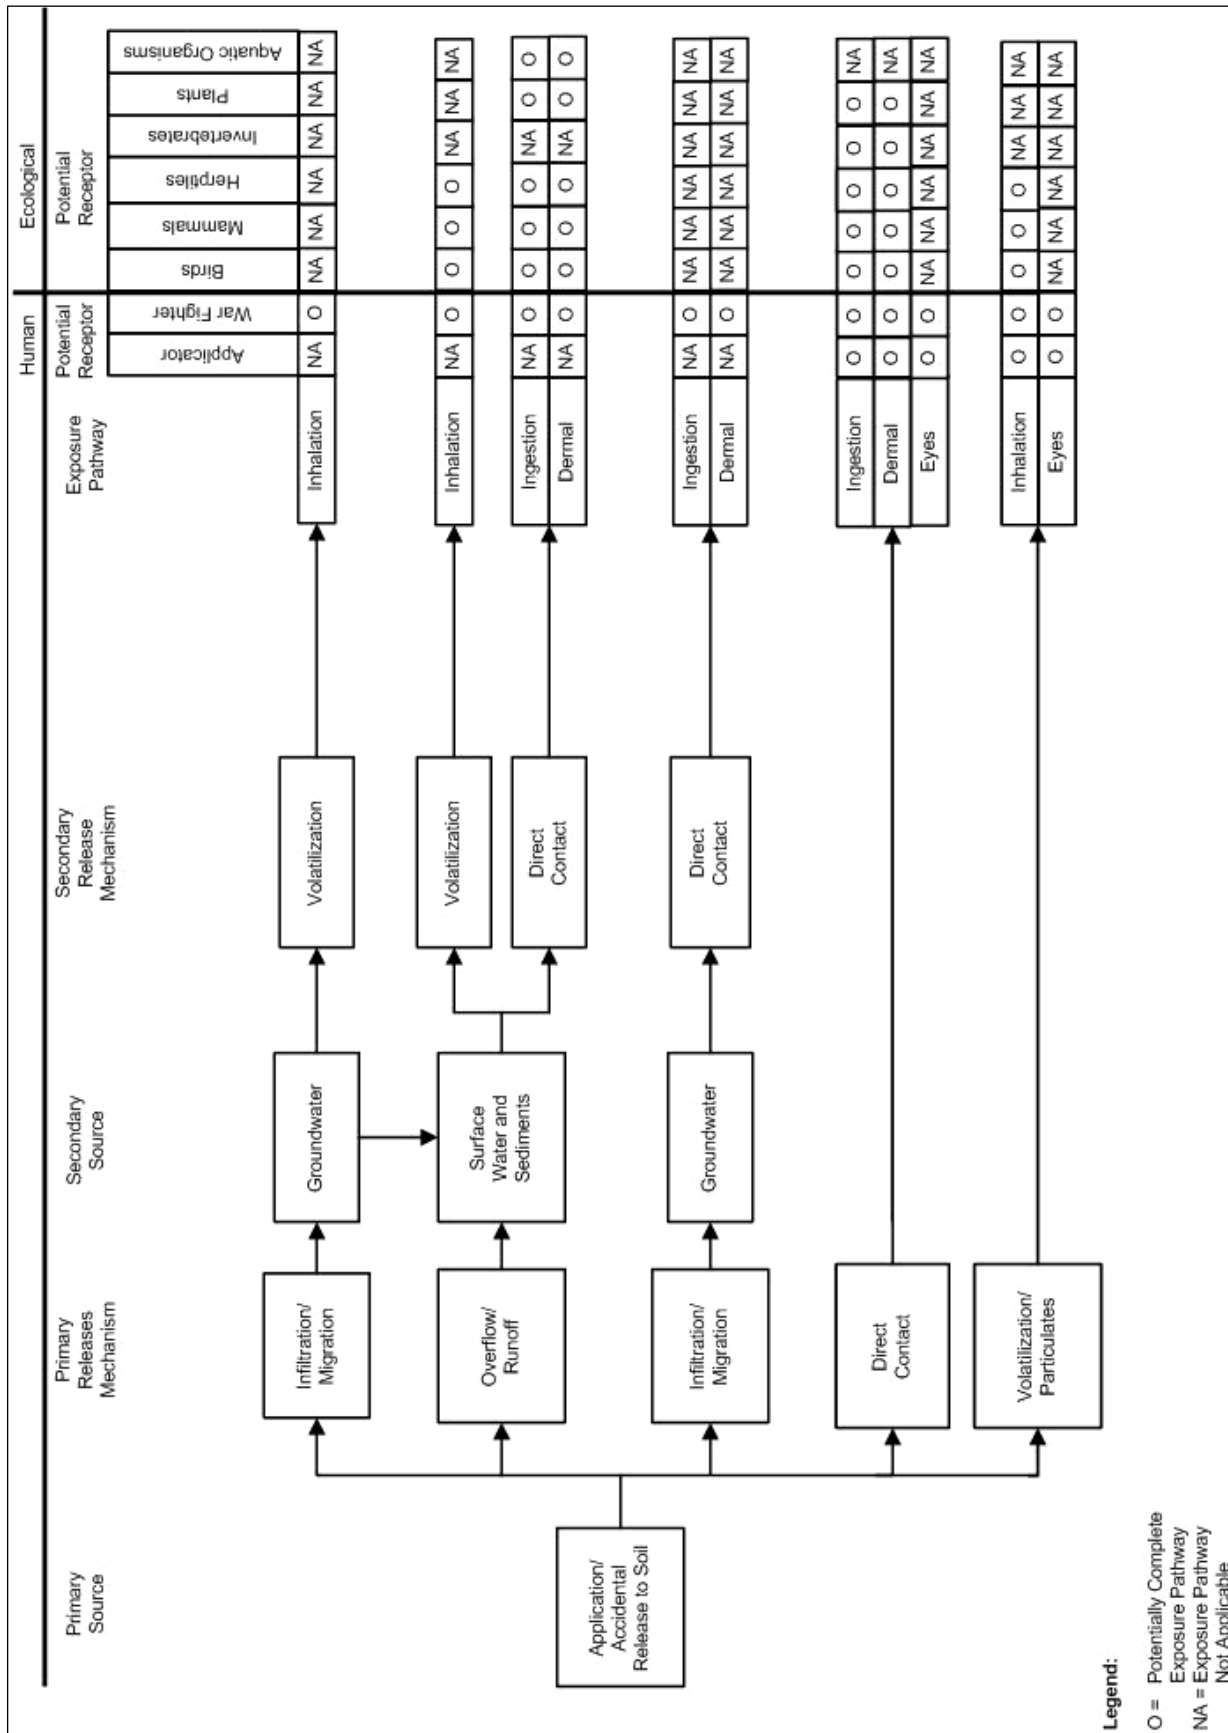 Human
Ecological
Primary
Source
Primary
Releases
Mechanism
Secondary
Source
Secondary
Release
Mechanism
Exposure
Pathway
Potential
Receptor
Potential
Receptor
Applicator
War Fighter
Birds
Mammals
Herptiles
Invertebrates
Plants
Aquatic Organisms
Application/
Accidental
Release to Soil
Infiltration/
Migration
Groundwater
Volatilization
Inhalation NA O NA NA NA NA NA NA
Overflow/
Runoff
Surface
Water and
Sediments
Volatilization
Inhalation NA O O O O NA NA NA
Direct
Contact
Ingestion NA O O O O NA O O
Dermal NA O O O O NA O O
Infiltration/
Migration
Groundwater
Direct
Contact
Ingestion NA O NA NA NA NA NA NA
Dermal NA O NA NA NA NA NA NA
Direct
Contact
Ingestion O O O O O O O NA
Dermal O O O O O O O NA
Eyes O O NA NA NA NA NA NA
Volatilization/
Particulates
Inhalation O O O O O NA NA NA
Eyes O O NA NA NA NA NA NA
Legend:
O = Potentially Complete
Exposure Pathway
NA = Exposure Pathway
Not Applicable